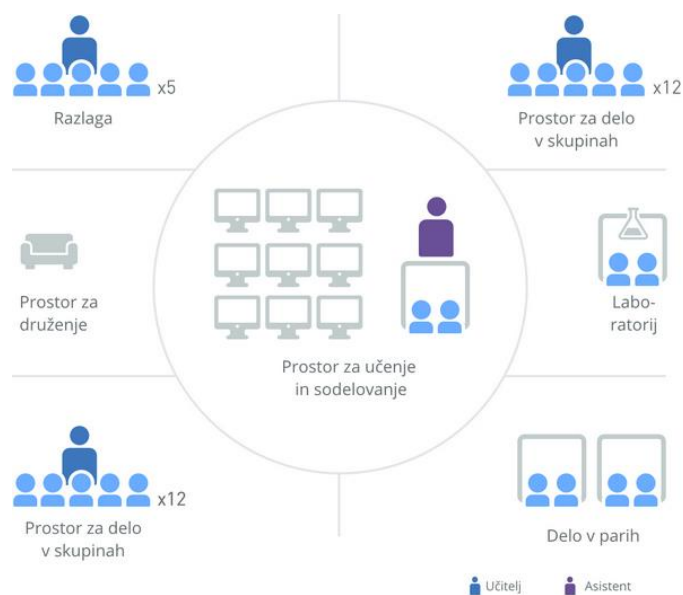 x5
Razlaga
x12
Prostor za delo
v skupinah
Prostor za
druženje
Prostor za učenje
in sodelovanje
Labo-
ratorij
x12
Prostor za delo
v skupinah
Delo v parih
Učitelj
Asistent